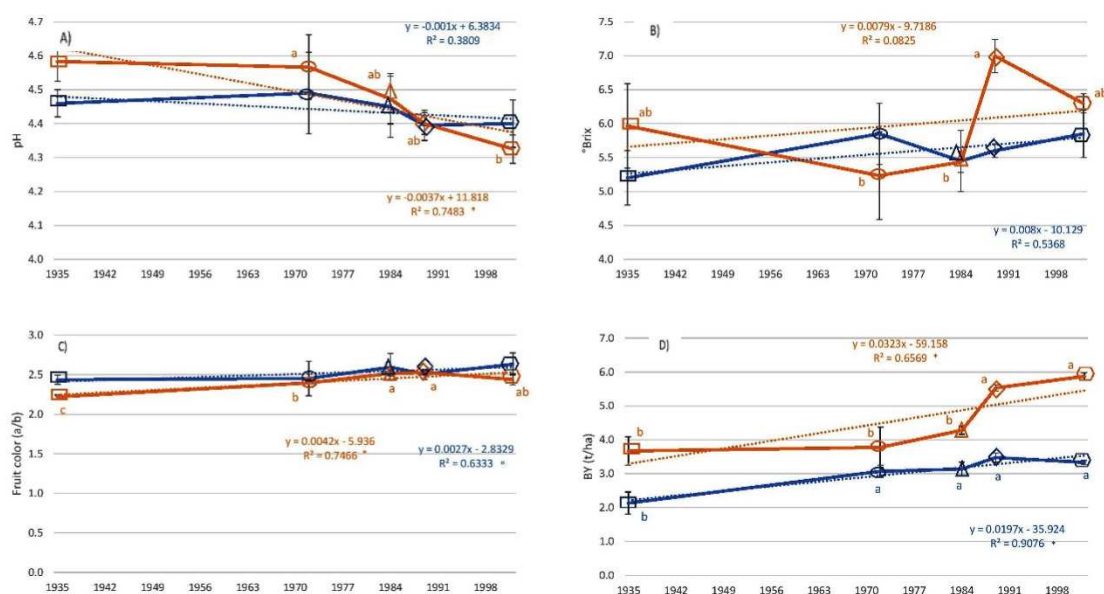 A)
y = -0.001x + 6.3834
R² = 0.3809
4.7
4.6
4.5
4.4
4.3
4.2
4.1
4.0
pH
a
ab
ab
b
y = -0.0037x + 11.818
R² = 0.7483 *
1935 1942 1949 1956 1963 1970 1977 1984 1991 1998
B)
y = 0.0079x - 9.7186
R² = 0.0825
7.5
7.0
6.5
6.0
5.5
5.0
4.5
4.0
°Brix
ab
b
b
a
ab
y = 0.008x - 10.129
R² = 0.5368
1935 1942 1949 1956 1963 1970 1977 1984 1991 1998
C)
3.0
2.5
2.0
1.5
1.0
0.5
0.0
Fruit color (a/b)
c
b
a
a
ab
y = 0.0042x - 5.936
R² = 0.7466
y = 0.0027x - 2.8329
R² = 0.6333
1935 1942 1949 1956 1963 1970 1977 1984 1991 1998
D)
y = 0.0323x - 59.158
R² = 0.6569
7.0
6.0
5.0
4.0
3.0
2.0
1.0
0.0
BY (t/ha)
b
b
b
a
a
b
a
a
a
a
y = 0.0197x - 35.924
R² = 0.9076
1935 1942 1949 1956 1963 1970 1977 1984 1991 1998